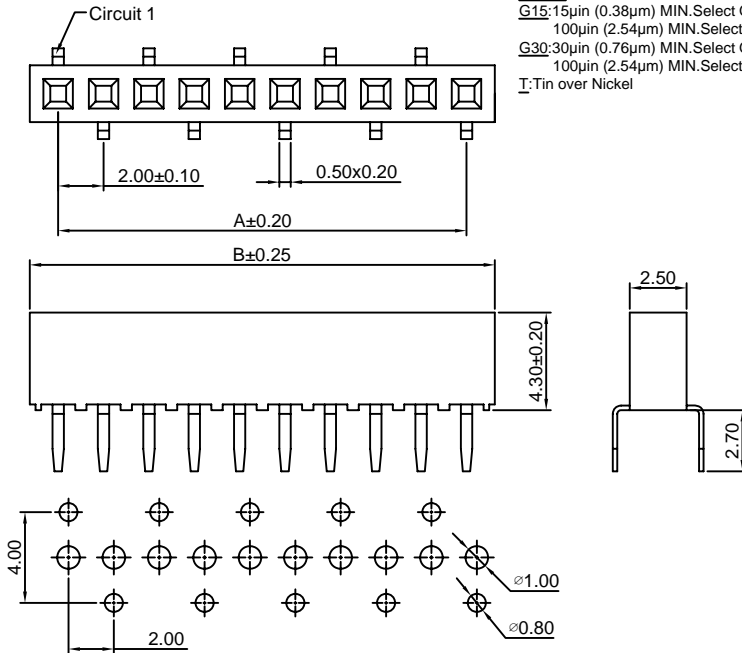 Circuit 1
G15:15µin (0.38µm) MIN.Select
100µin (2.54µm) MIN.Select
G30:30µin (0.76µm) MIN.Select
100µin (2.54µm) MIN.Select
T:Tin over Nickel
2.00±0.10
0.50x0.20
A±0.20
B±0.25
2.50
4.30±0.20
2.70
4.00
⌀1.00
⌀0.80
2.00